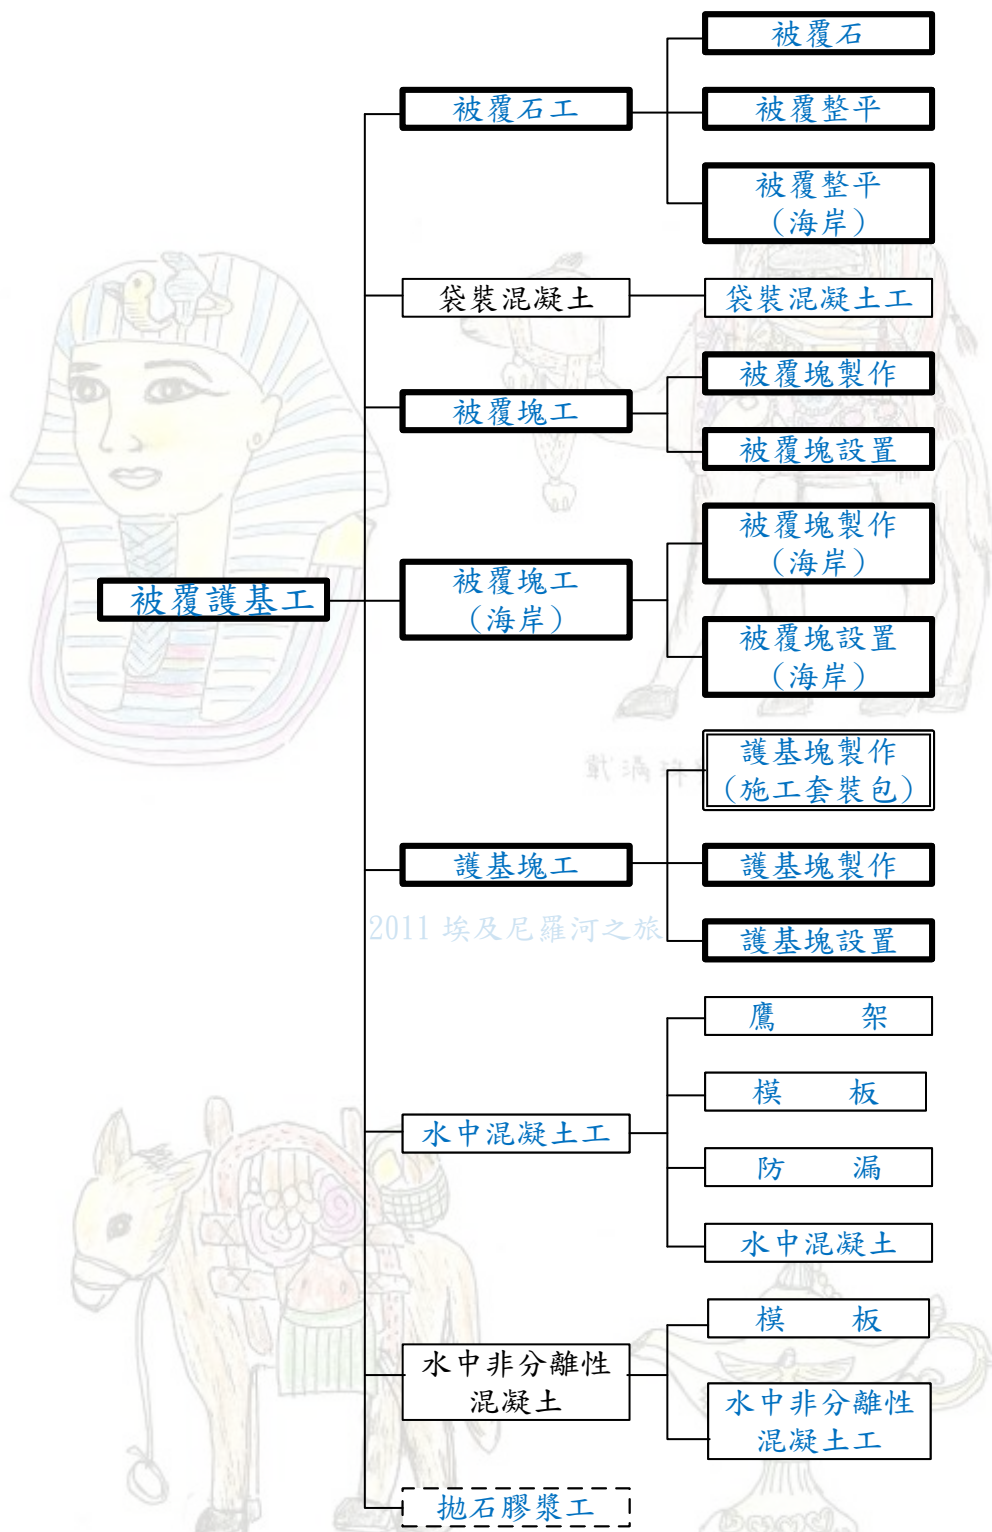 被覆石
被覆石工
被覆整平
被覆整平
（海岸）
袋裝混凝土
袋裝混凝土工
被覆塊製作
被覆塊工
被覆塊設置
被覆塊製作
（海岸）
被覆護基工
被覆塊工
（海岸）
被覆塊設置
（海岸）
護基塊製作
（施工套裝包）
戴滿珠
護基塊工
護基塊製作
2011 埃及尼羅河之旅
護基塊設置
鷹 架
模 板
水中混凝土工
防 漏
水中混凝土
模 板
水中非分離性
混凝土
水中非分離性
混凝土工
拋石膠漿工